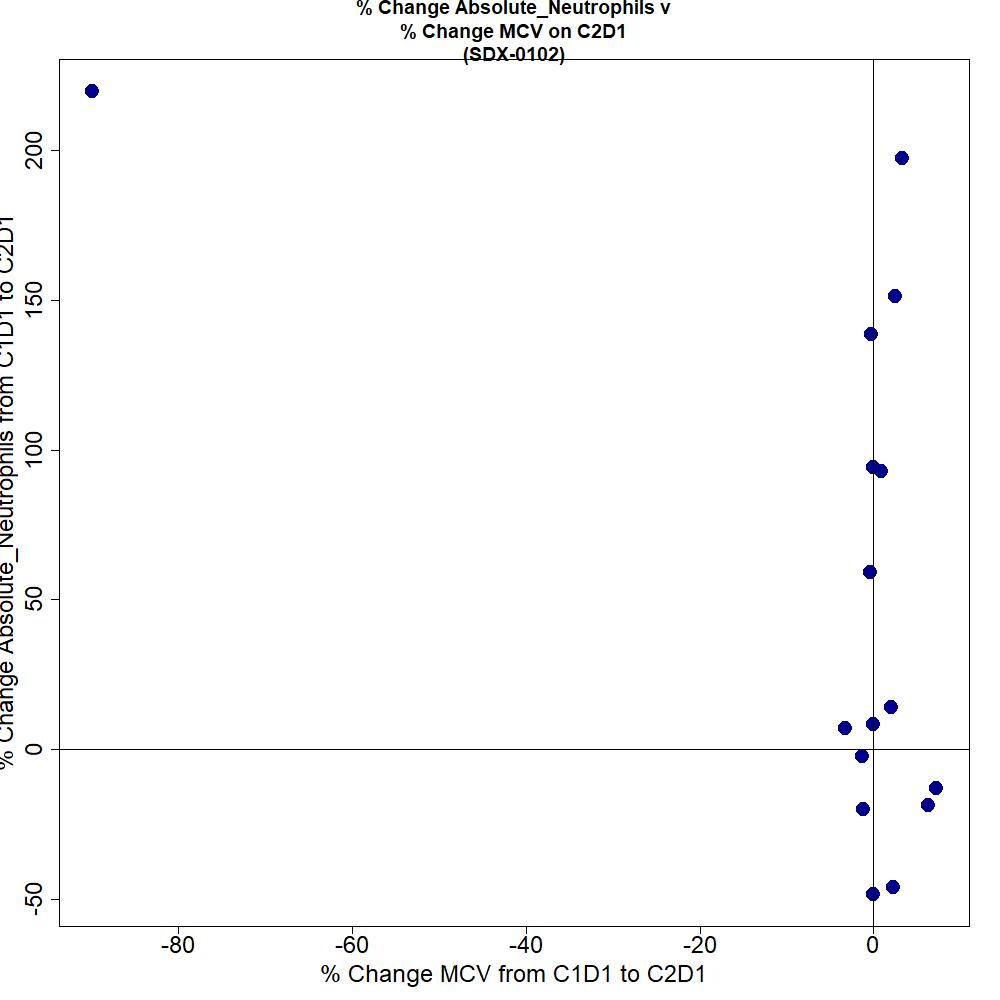 % Change Absolute_Neutrophils v
% Change MCV on C2D1
(SDX-0102)
% Change Absolute_Neutrophils from C1D1 to C2D1
200
150
100
50
0
-50
-80
-60
-40
-20
0
% Change MCV from C1D1 to C2D1